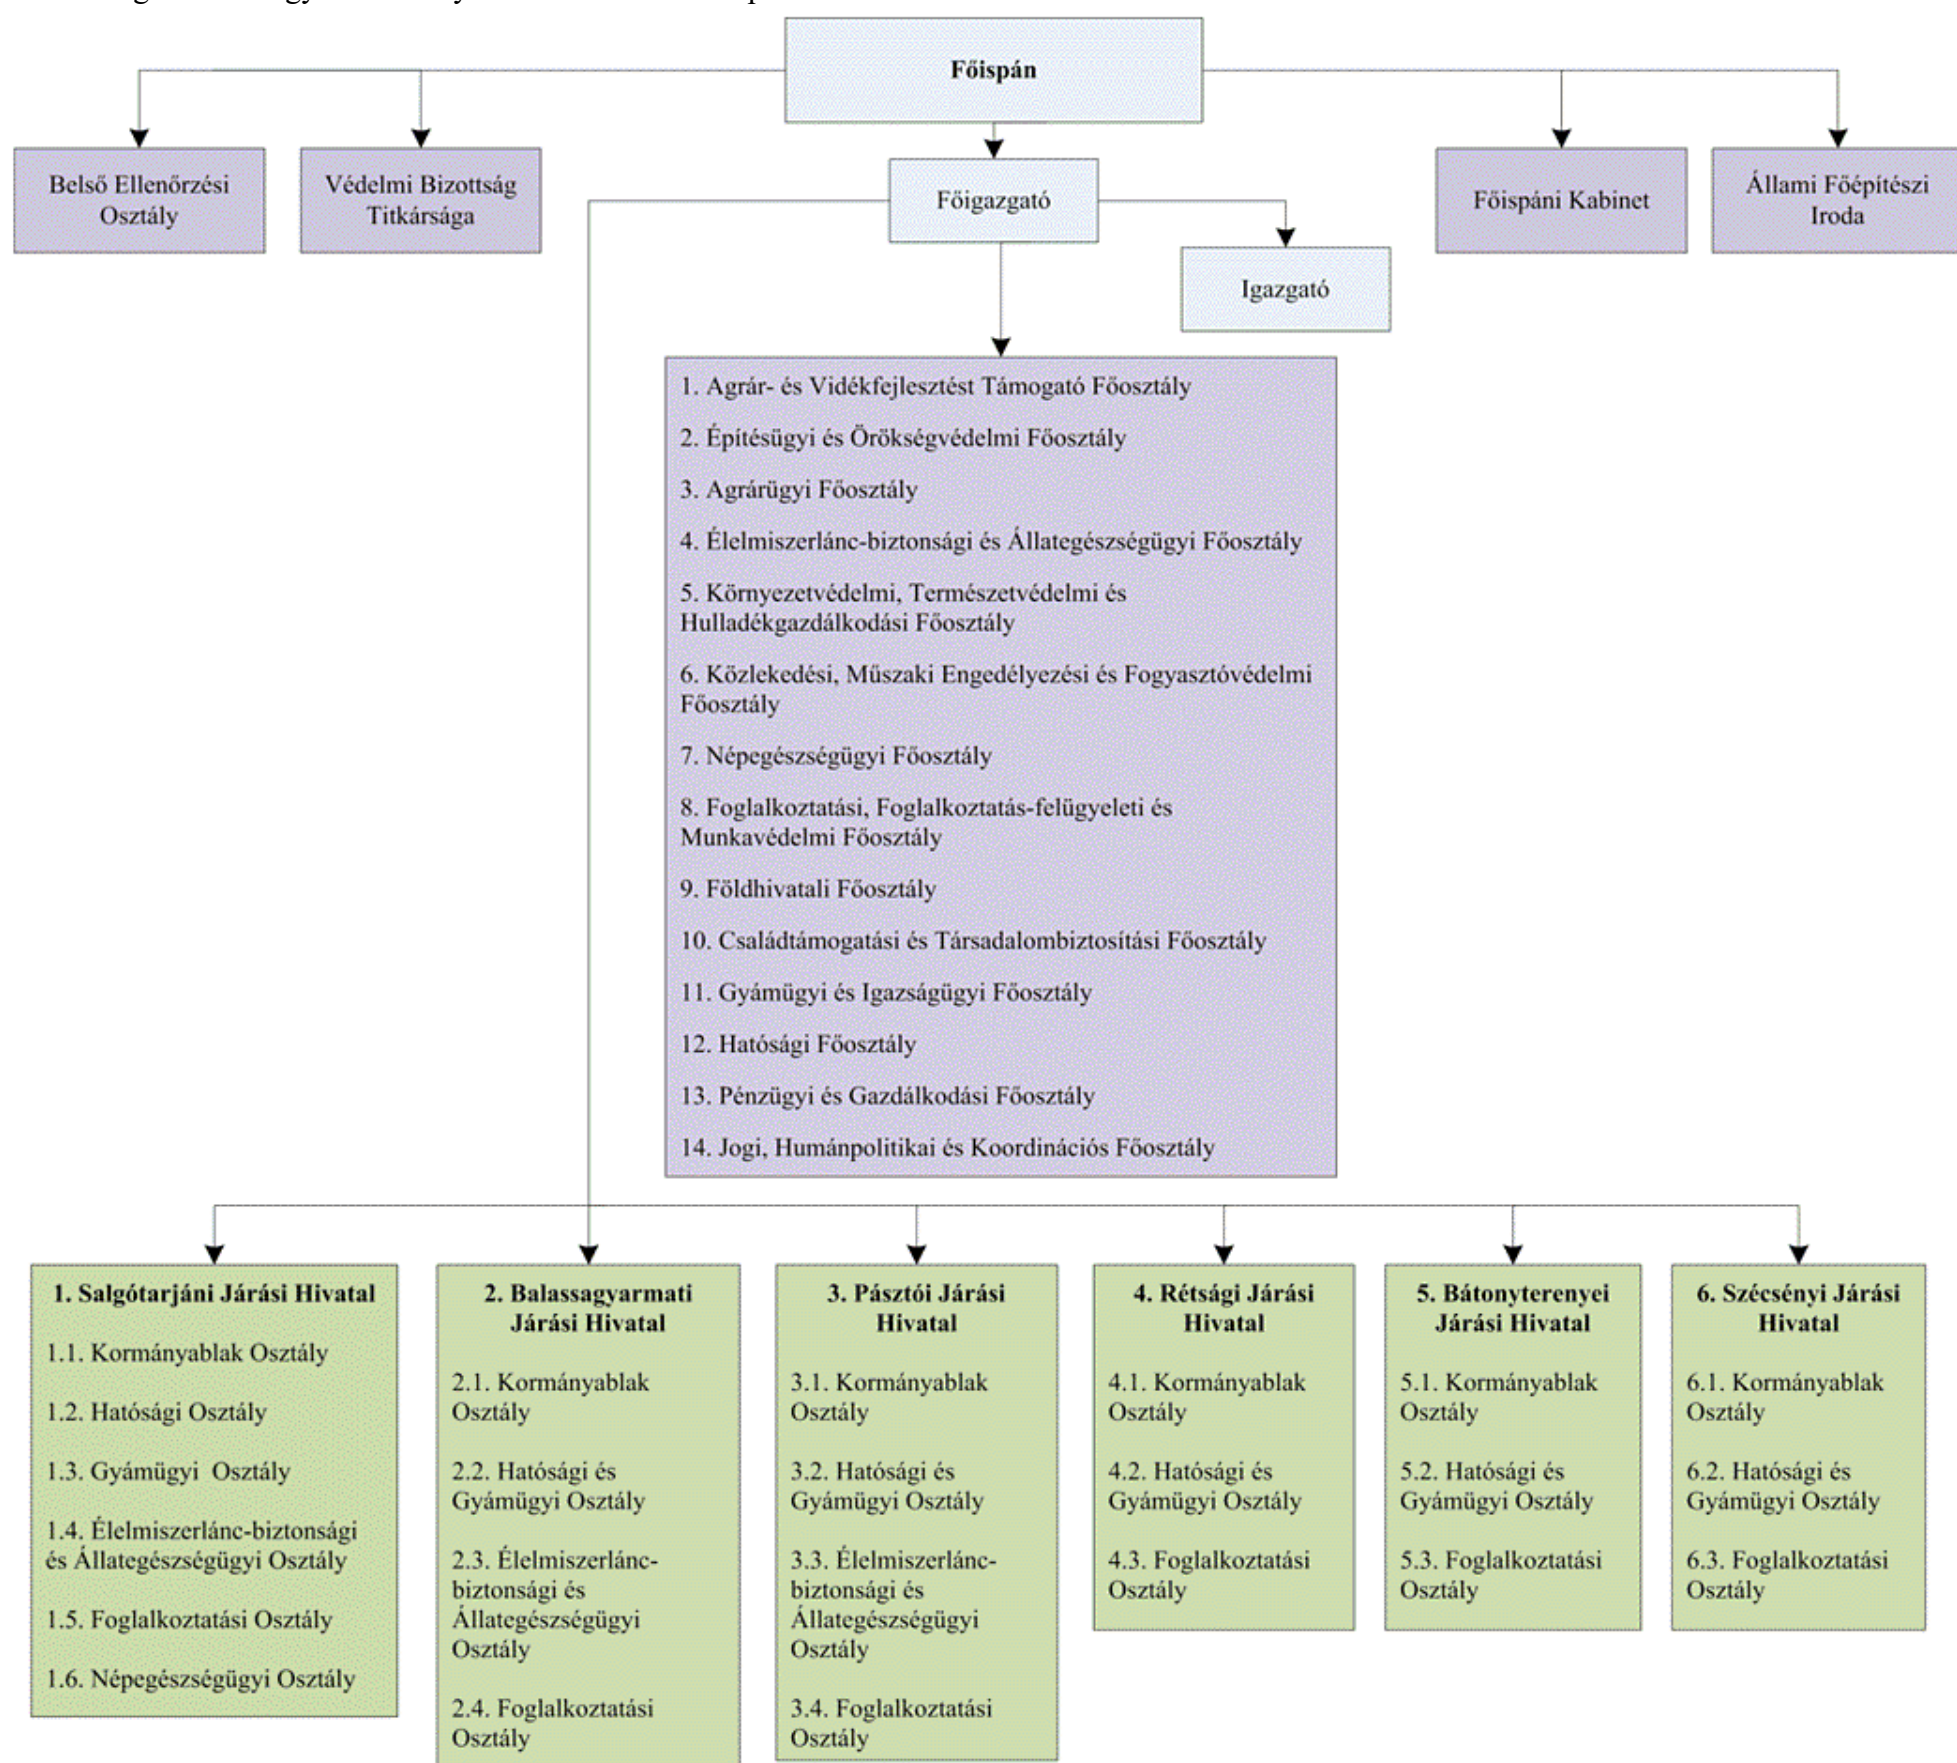 Főispán
Belső Ellenőrzési
Osztály
Védelmi Bizottság
Titkársága
Főigazgató
Főispáni Kabinet
Állami Főépítészi
Iroda
Igazgató
1. Agrár- és Vidékfejlesztést Támogató Főosztály
2. Építésügyi és Örökségvédelmi Főosztály
3. Agrárügyi Főosztály
4. Élelmiszerlánc-biztonsági és Állategészségügyi Főosztály
5. Környezetvédelmi, Természetvédelmi és
Hulladékgazdálkodási Főosztály
6. Közlekedési, Műszaki Engedélyezési és Fogyasztóvédelmi
Főosztály
7. Népegészségügyi Főosztály
8. Foglalkoztatási, Foglalkoztatás-felügyeleti és
Munkavédelmi Főosztály
9. Földhivatali Főosztály
10. Családtámogatási és Társadalombiztosítási Főosztály
11. Gyámügyi és Igazságügyi Főosztály
12. Hatósági Főosztály
13. Pénzügyi és Gazdálkodási Főosztály
14. Jogi, Humánpolitikai és Koordinációs Főosztály
1. Salgótarjáni Járási Hivatal
1.1. Kormányablak Osztály
1.2. Hatósági Osztály
1.3. Gyámügyi  Osztály
1.4. Élelmiszerlánc-biztonsági
és Állategészségügyi Osztály
1.5. Foglalkoztatási Osztály
1.6. Népegészségügyi Osztály
2. Balassagyarmati
Járási Hivatal
2.1. Kormányablak
Osztály
2.2. Hatósági és
Gyámügyi Osztály
2.3. Élelmiszerlánc-
biztonsági és
Állategészségügyi
Osztály
2.4. Foglalkoztatási
Osztály
3. Pásztói Járási
Hivatal
3.1. Kormányablak
Osztály
3.2. Hatósági és
Gyámügyi Osztály
3.3. Élelmiszerlánc-
biztonsági és
Állategészségügyi
Osztály
3.4. Foglalkoztatási
Osztály
4. Rétsági Járási
Hivatal
4.1. Kormányablak
Osztály
4.2. Hatósági és
Gyámügyi Osztály
4.3. Foglalkoztatási
Osztály
5. Bátonyterenyei
Járási Hivatal
5.1. Kormányablak
Osztály
5.2. Hatósági és
Gyámügyi Osztály
5.3. Foglalkoztatási
Osztály
6. Szécsényi Járási
Hivatal
6.1. Kormányablak
Osztály
6.2. Hatósági és
Gyámügyi Osztály
6.3. Foglalkoztatási
Osztály